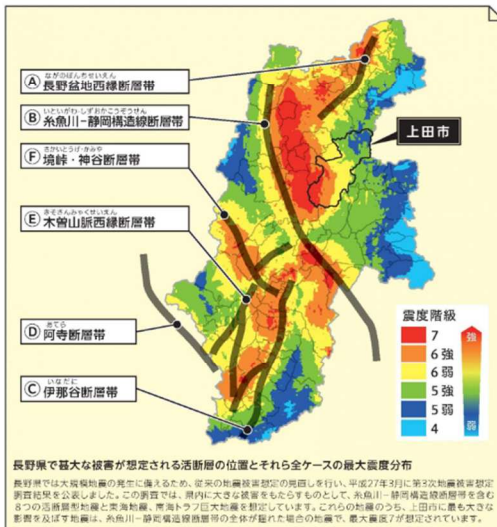 ながのぼんちせいえん
Ⓐ 長野盆地西縁断層帯
いといがわ-しずおかこうぞうせん
Ⓑ 糸魚川-静岡構造線断層帯
さかいとうげ・かみや
Ⓕ 境峠・神谷断層帯
きそさんみゃくせいえん
Ⓔ 木曽山脈西縁断層帯
あてら
Ⓓ 阿寺断層帯
いなだに
Ⓒ 伊那谷断層帯
上田市
震度階級
7
6強
6弱
5強
5弱
4
強
弱
長野県で甚大な被害が想定される活断層の位置とそれら全ケースの最大震度分布
長野県では大規模地震の発生に備えるため、従来の地震被害想定の見直しを行い、平成27年3月に第3次地震被害想定
調査結果を公表しました。この調査では、県内に大きな被害をもたらすものとして、糸魚川-静岡構造線断層帯を含む
8つの活断層型地震と東海地震、南海トラフ巨大地震を想定しています。これらの地震のうち、上田市に最も大きな
影響を及ぼす地震は、糸魚川-静岡構造線断層帯の全体が揺れた場合の地震で、最大震度7が想定されています。